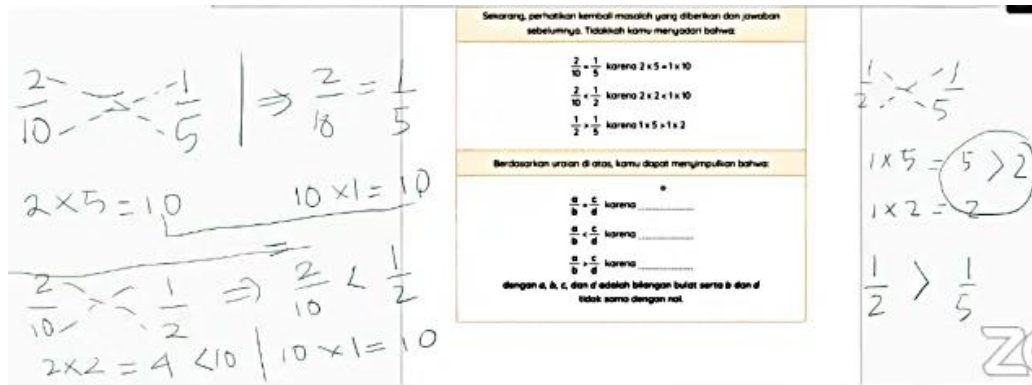 Sekarang, perhatikan kembali masalah yang diberikan dan jawaban
sebelumnya. Tidakkah kamu menyadari bahwa:
2/10 = 1/5 karena 2 x 5 = 1 x 10
2/10 < 1/2 karena 2 x 2 < 1 x 10
1/2 > 1/5 karena 1 x 5 > 1 x 2
Berdasarkan uraian di atas, kamu dapat menyimpulkan bahwa:
a/b = c/d karena ____________
a/b < c/d karena ____________
a/b > c/d karena ____________
dengan a, b, c, dan d adalah bilangan bulat serta b dan d
tidak sama dengan nol.
2/10 1/5 | ⇒ 2/10 = 1/5
2×5 = 10 10×1 = 10
=
2/10 1/2 ⇒ 2/10 < 1/2
2×2 = 4 <10 | 10×1 = 10
1/2 1/5
1×5 = 5 > 2
1×2 = 2
1/2 > 1/5